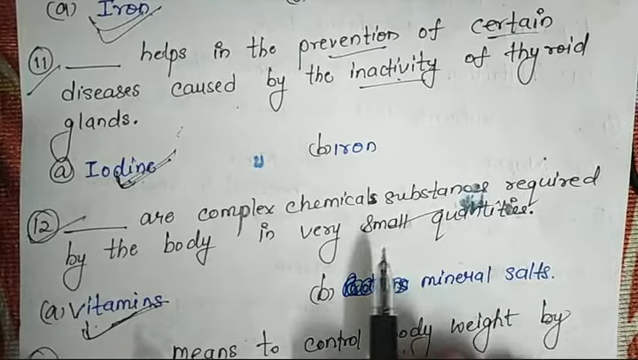 (a) Iron
(11) ____ helps in the prevention of certain
diseases caused by the inactivity of thyroid
glands.
(a) Iodine (b) Iron
(12) ____ are complex chemicals substances required
by the body in very small quantities.
(a) Vitamins (b) mineral salts.
means to control body weight by